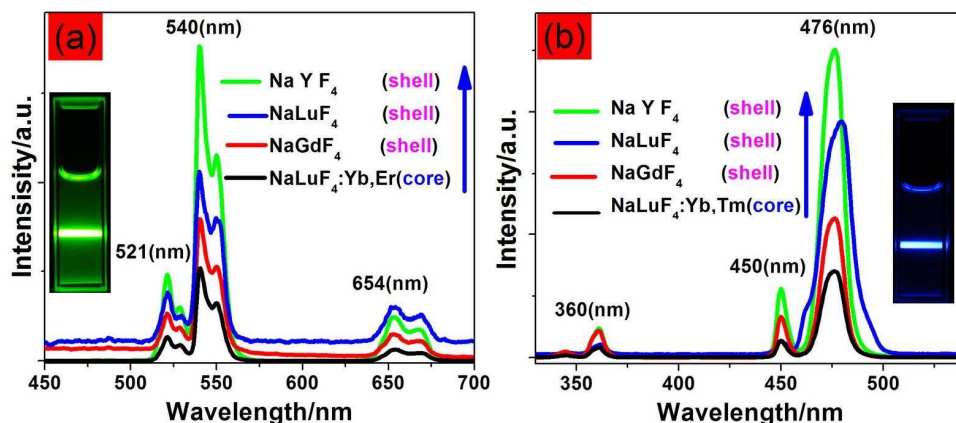 (a)
540(nm)
Na Y F4 (shell)
NaLuF4 (shell)
NaGdF4 (shell)
NaLuF4:Yb,Er(core)
521(nm)
654(nm)
Intensisity/a.u.
450 500 550 600 650 700
Wavelength/nm
(b)
476(nm)
Na Y F4 (shell)
NaLuF4 (shell)
NaGdF4 (shell)
NaLuF4:Yb,Tm(core)
450(nm)
360(nm)
Intensisity/a.u.
350 400 450 500
Wavelength/nm